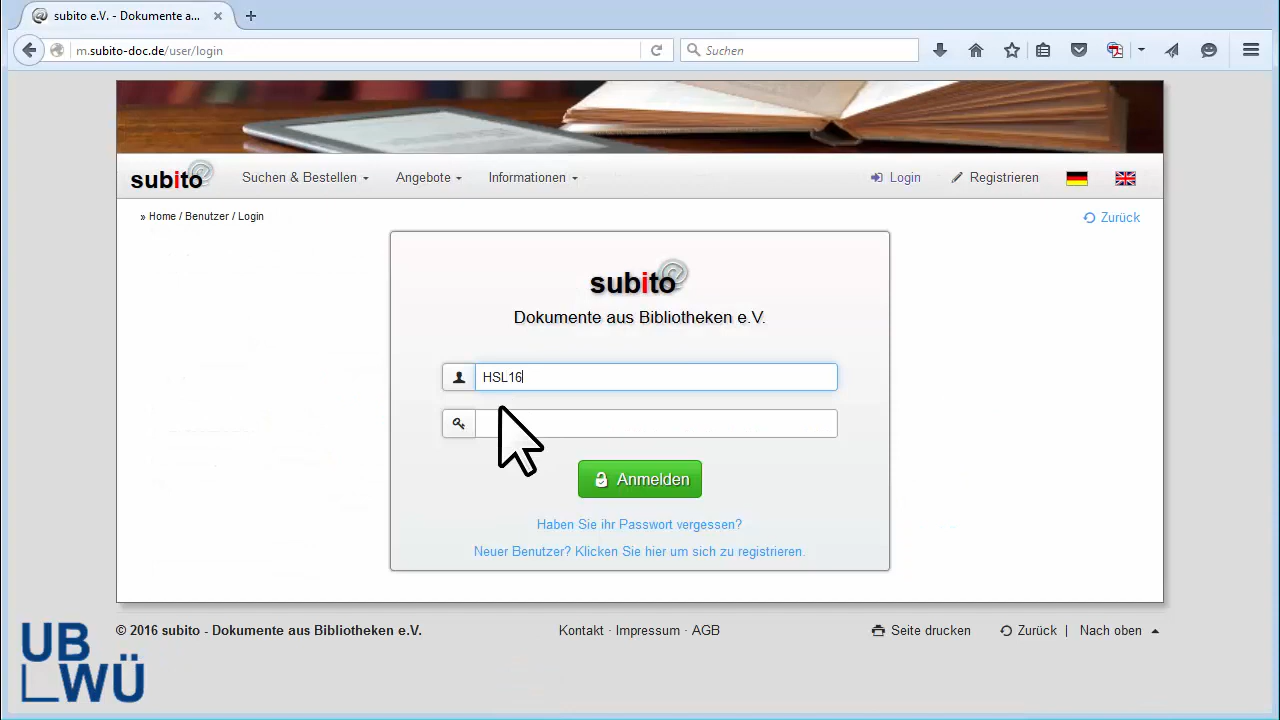 subito e.V. - Dokumente a...
m.subito-doc.de/user/login
Suchen
subito@
Suchen & Bestellen
Angebote
Informationen
Login
Registrieren
» Home / Benutzer / Login
Zurück
subito@
Dokumente aus Bibliotheken e.V.
HSL16
Anmelden
Haben Sie ihr Passwort vergessen?
Neuer Benutzer? Klicken Sie hier um sich zu registrieren.
© 2016 subito - Dokumente aus Bibliotheken e.V.
Kontakt · Impressum · AGB
Seite drucken
Zurück |
Nach oben
UB
WÜ